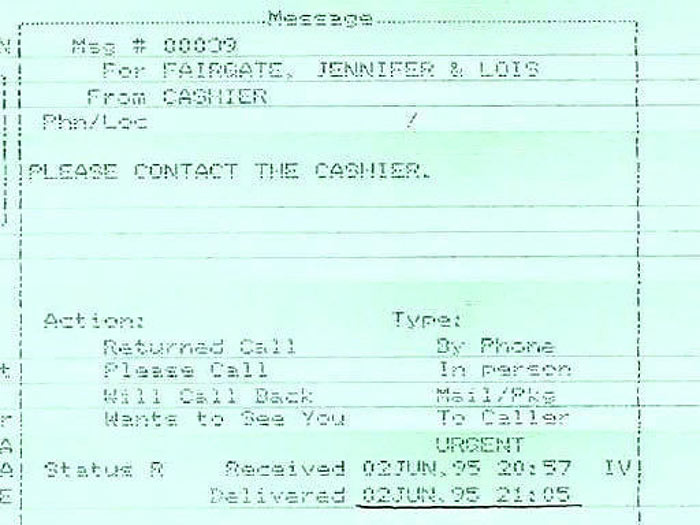 Message
Msg # 00039
For FAIRGATE, JENNIFER & LOIS
From CASHIER
Phn/Loc /
PLEASE CONTACT THE CASHIER.
Action: Type:
Returned Call By Phone
Please Call In person
Will Call Back Mail/Pkg
Wants to See You To Caller
URGENT
Status R Received 02JUN.95 20:57 IV
Delivered 02JUN.95 21:05